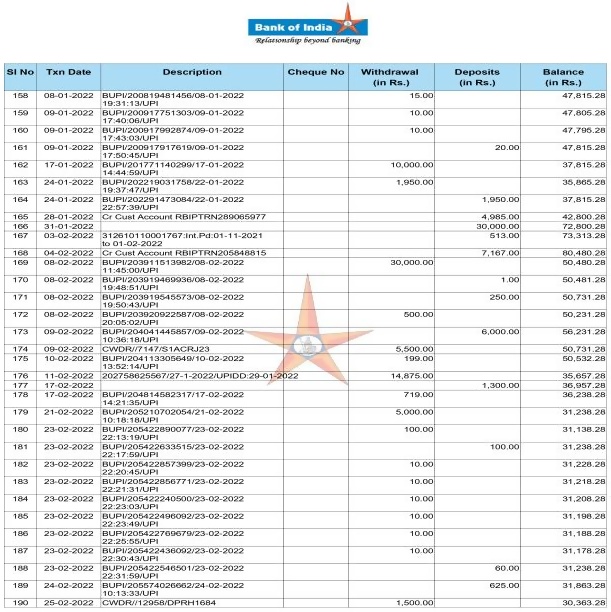 Bank of India
Relationship beyond banking
Sl No Txn Date Description Cheque No Withdrawal (in Rs.) Deposits (in Rs.) Balance (in Rs.)
158 08-01-2022 BUPI/200819481456/08-01-2022 15.00 47,815.28
19:31:13/UPI
159 09-01-2022 BUPI/200917751303/09-01-2022 10.00 47,805.28
17:40:06/UPI
160 09-01-2022 BUPI/200917992874/09-01-2022 10.00 47,795.28
17:43:03/UPI
161 09-01-2022 BUPI/200917917619/09-01-2022 20.00 47,815.28
17:50:45/UPI
162 17-01-2022 BUPI/201771140299/17-01-2022 10,000.00 37,815.28
14:44:59/UPI
163 24-01-2022 BUPI/202219031758/22-01-2022 1,950.00 35,865.28
19:37:47/UPI
164 24-01-2022 BUPI/202291473084/22-01-2022 1,950.00 37,815.28
22:57:39/UPI
165 28-01-2022 Cr Cust Account RBIPTRN289065977 4,985.00 42,800.28
166 31-01-2022 30,000.00 72,800.28
167 03-02-2022 312610110001767:Int.Pd:01-11-2021 513.00 73,313.28
to 01-02-2022
168 04-02-2022 Cr Cust Account RBIPTRN205848815 7,167.00 80,480.28
169 08-02-2022 BUPI/203911513982/08-02-2022 30,000.00 50,480.28
11:45:00/UPI
170 08-02-2022 BUPI/203919469936/08-02-2022 1.00 50,481.28
19:48:51/UPI
171 08-02-2022 BUPI/203919545573/08-02-2022 250.00 50,731.28
19:50:43/UPI
172 08-02-2022 BUPI/203920922587/08-02-2022 500.00 50,231.28
20:05:02/UPI
173 09-02-2022 BUPI/204041445857/09-02-2022 6,000.00 56,231.28
10:36:18/UPI
174 09-02-2022 CWDR//7147/S1ACRJ23 5,500.00 50,731.28
175 10-02-2022 BUPI/204113305649/10-02-2022 199.00 50,532.28
13:52:14/UPI
176 11-02-2022 202758625567/27-1-2022/UPIDD:29-01-2022 14,875.00 35,657.28
177 17-02-2022 1,300.00 36,957.28
178 17-02-2022 BUPI/204814582317/17-02-2022 719.00 36,238.28
14:21:35/UPI
179 21-02-2022 BUPI/205210702054/21-02-2022 5,000.00 31,238.28
10:18:18/UPI
180 23-02-2022 BUPI/205422890077/23-02-2022 100.00 31,138.28
22:13:19/UPI
181 23-02-2022 BUPI/205422633515/23-02-2022 100.00 31,238.28
22:17:59/UPI
182 23-02-2022 BUPI/205422857399/23-02-2022 10.00 31,228.28
22:20:45/UPI
183 23-02-2022 BUPI/205422856771/23-02-2022 10.00 31,218.28
22:21:31/UPI
184 23-02-2022 BUPI/205422240500/23-02-2022 10.00 31,208.28
22:23:03/UPI
185 23-02-2022 BUPI/205422496092/23-02-2022 10.00 31,198.28
22:23:49/UPI
186 23-02-2022 BUPI/205422769679/23-02-2022 10.00 31,188.28
22:25:55/UPI
187 23-02-2022 BUPI/205422436092/23-02-2022 10.00 31,178.28
22:30:43/UPI
188 23-02-2022 BUPI/205422546501/23-02-2022 60.00 31,238.28
22:31:59/UPI
189 24-02-2022 BUPI/205574026662/24-02-2022 625.00 31,863.28
10:13:33/UPI
190 25-02-2022 CWDR//12958/DPRH1684 1,500.00 30,363.28